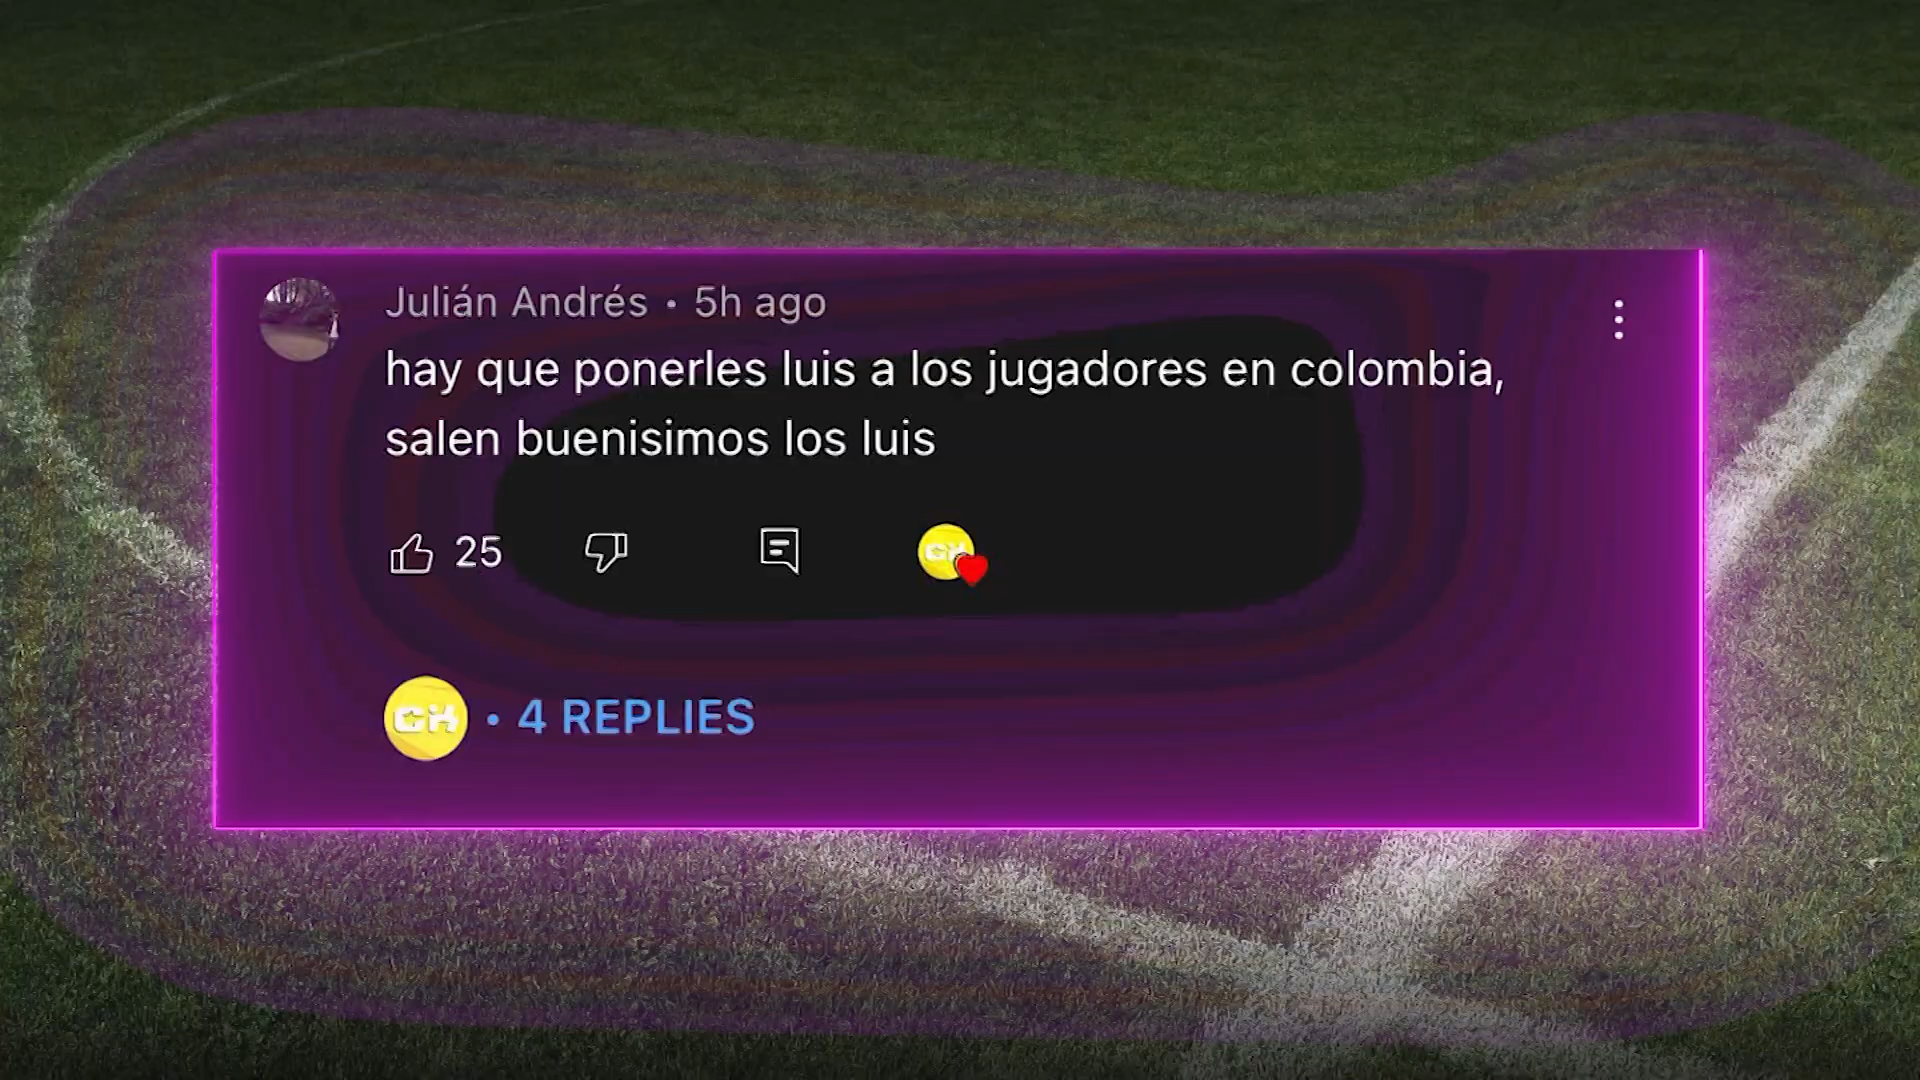 Julián Andrés • 5h ago
hay que ponerles luis a los jugadores en colombia,
salen buenisimos los luis
25
• 4 REPLIES